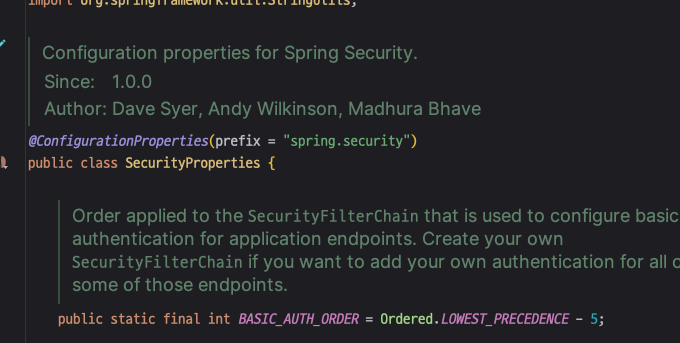 import org.springframework.util.StringUtils;
Configuration properties for Spring Security.
Since: 1.0.0
Author: Dave Syer, Andy Wilkinson, Madhura Bhave
@ConfigurationProperties(prefix = "spring.security")
public class SecurityProperties {
Order applied to the SecurityFilterChain that is used to configure basic
authentication for application endpoints. Create your own
SecurityFilterChain if you want to add your own authentication for all
some of those endpoints.
public static final int BASIC_AUTH_ORDER = Ordered.LOWEST_PRECEDENCE - 5;